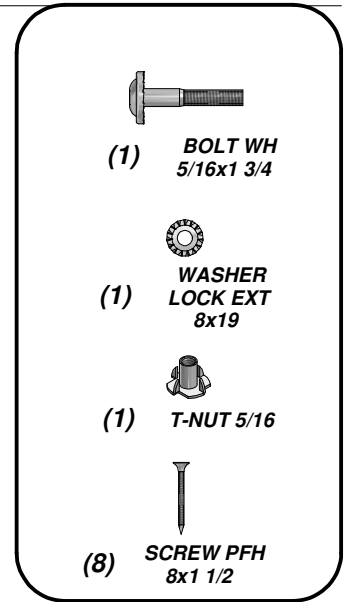 (1) BOLT WH
5/16x1 3/4
WASHER
(1) LOCK EXT
8x19
(1) T-NUT 5/16
(8) SCREW PFH
8x1 1/2